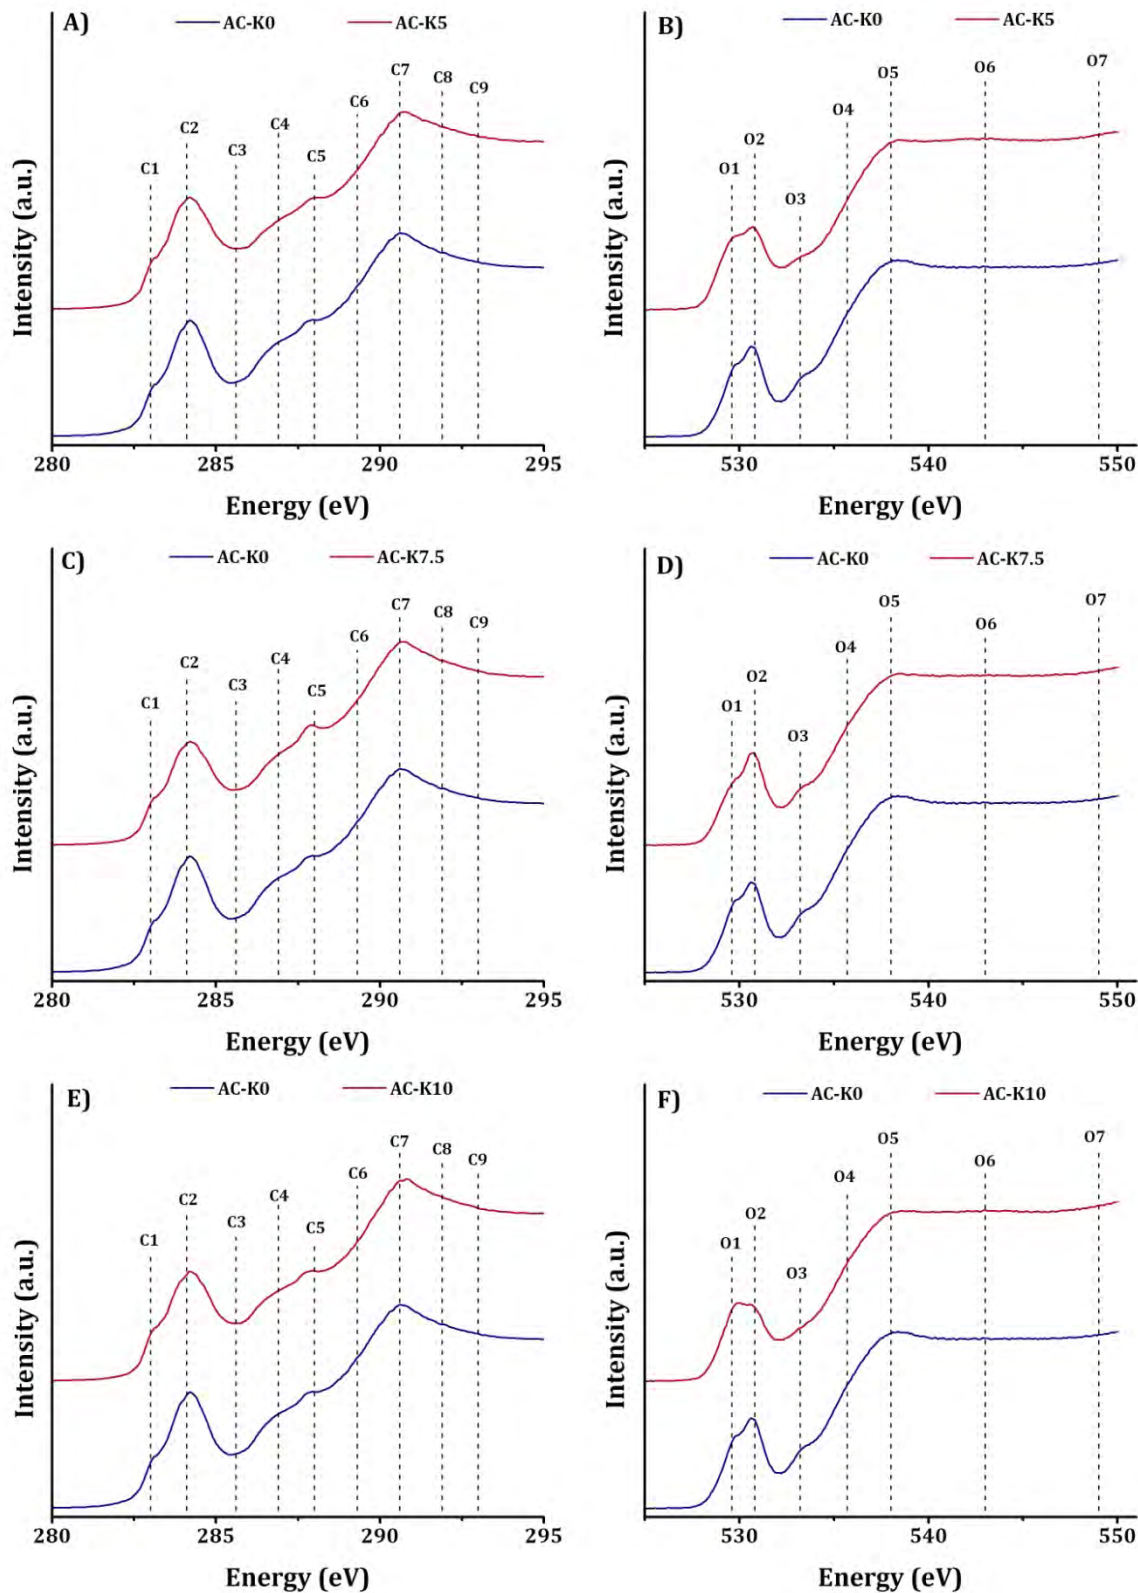 A)
AC-K0 AC-K5
C1 C2 C3 C4 C5 C6 C7 C8 C9
Intensity (a.u.)
280 285 290 295
Energy (eV)
B)
AC-K0 AC-K5
O1 O2 O3 O4 O5 O6 O7
Intensity (a.u.)
530 540 550
Energy (eV)
C)
AC-K0 AC-K7.5
C1 C2 C3 C4 C5 C6 C7 C8 C9
Intensity (a.u.)
280 285 290 295
Energy (eV)
D)
AC-K0 AC-K7.5
O1 O2 O3 O4 O5 O6 O7
Intensity (a.u.)
530 540 550
Energy (eV)
E)
AC-K0 AC-K10
C1 C2 C3 C4 C5 C6 C7 C8 C9
Intensity (a.u.)
280 285 290 295
Energy (eV)
F)
AC-K0 AC-K10
O1 O2 O3 O4 O5 O6 O7
Intensity (a.u.)
530 540 550
Energy (eV)